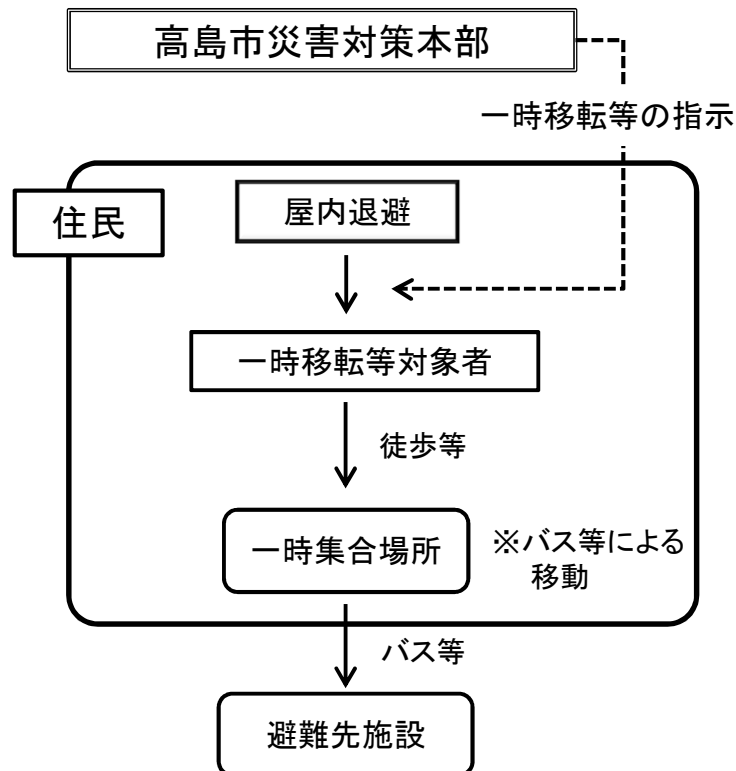 高島市災害対策本部
一時移転等の指示
住民
屋内退避
一時移転等対象者
徒歩等
一時集合場所
※バス等による
移動
バス等
避難先施設